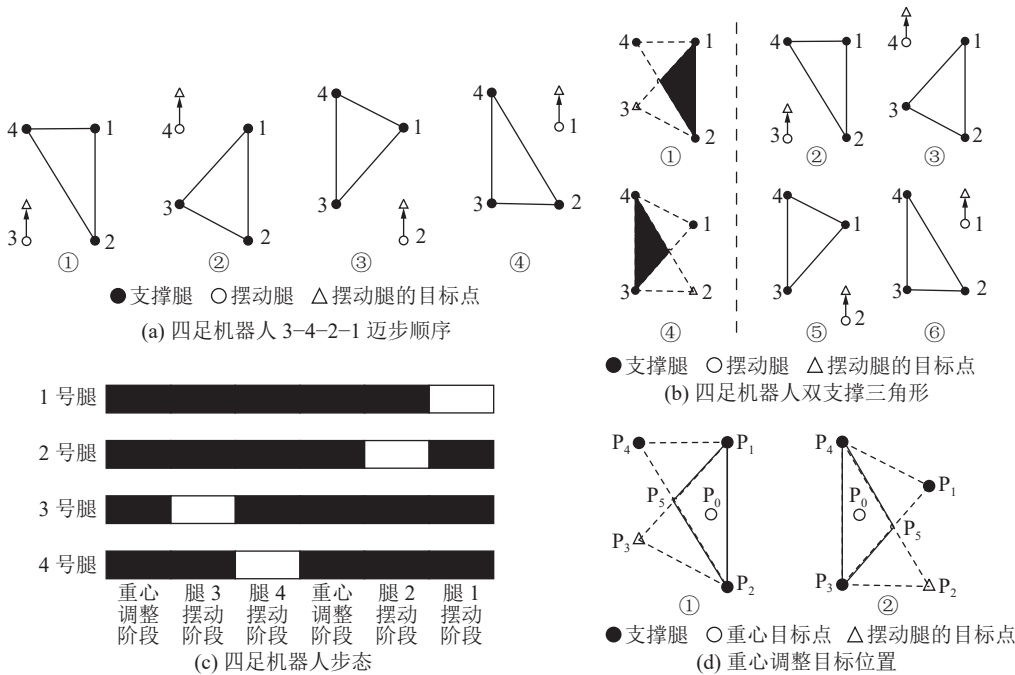 4 1 3 2 ①
4 1 3 2 ②
4 1 3 2 ③
4 1 3 2 ④
●支撑腿 ○摆动腿 △摆动腿的目标点
(a) 四足机器人 3−4−2−1 迈步顺序
4 1 3 2 ①
4 1 3 2 ②
4 1 3 2 ③
4 1 3 2 ④
4 1 3 2 ⑤
4 1 3 2 ⑥
●支撑腿 ○摆动腿 △摆动腿的目标点
(b) 四足机器人双支撑三角形
1 号腿
2 号腿
3 号腿
4 号腿
重心
调整
阶段
腿 3
摆动
阶段
腿 4
摆动
阶段
重心
调整
阶段
腿 2
摆动
阶段
腿 1
摆动
阶段
(c) 四足机器人步态
P4 P1 P5 P0 P3 P2 ①
P4 P1 P0 P5 P3 P2 ②
●支撑腿 ○重心目标点 △摆动腿的目标点
(d) 重心调整目标位置